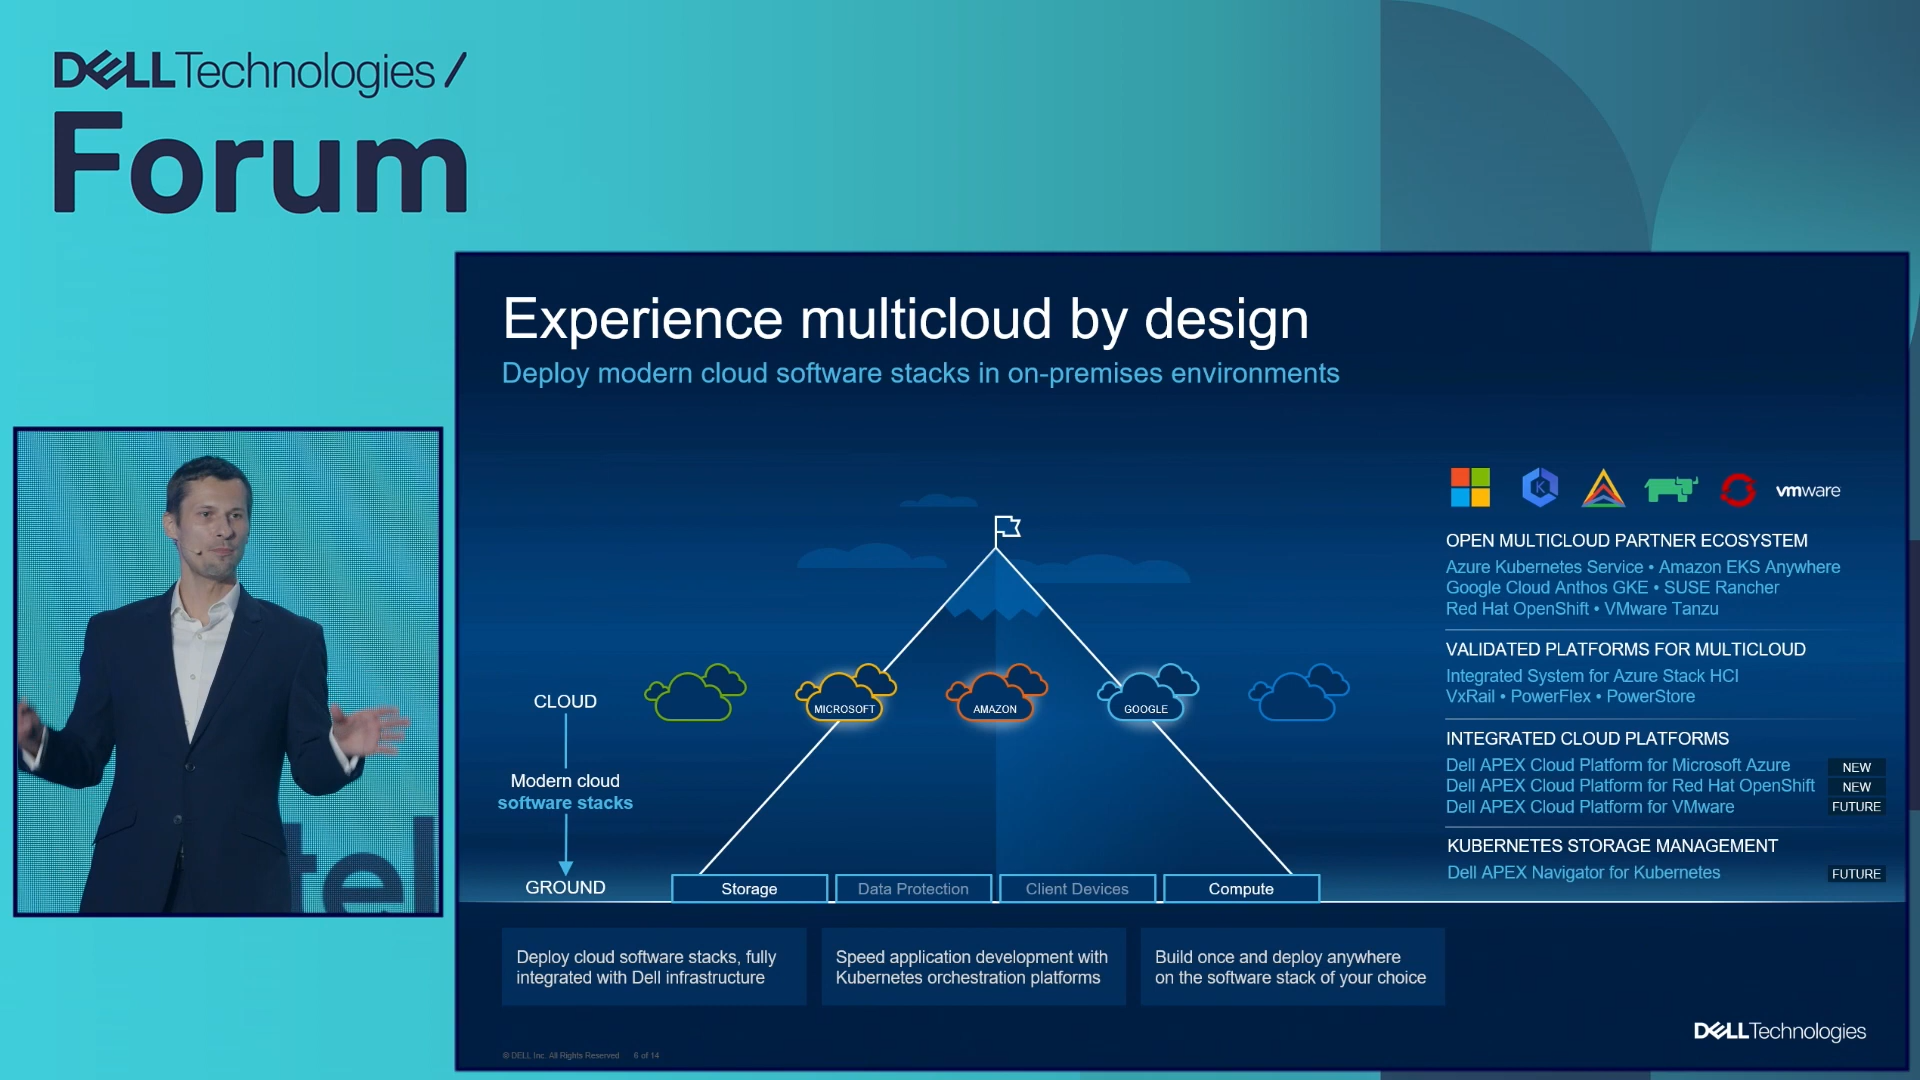 DELL Technologies /
Forum
Experience multicloud by design
Deploy modern cloud software stacks in on-premises environments
vmware
OPEN MULTICLOUD PARTNER ECOSYSTEM
Azure Kubernetes Service • Amazon EKS Anywhere
Google Cloud Anthos GKE • SUSE Rancher
Red Hat OpenShift • VMware Tanzu
VALIDATED PLATFORMS FOR MULTICLOUD
Integrated System for Azure Stack HCI
VxRail • PowerFlex • PowerStore
INTEGRATED CLOUD PLATFORMS
Dell APEX Cloud Platform for Microsoft Azure NEW
Dell APEX Cloud Platform for Red Hat OpenShift NEW
Dell APEX Cloud Platform for VMware FUTURE
KUBERNETES STORAGE MANAGEMENT
Dell APEX Navigator for Kubernetes FUTURE
CLOUD
MICROSOFT
AMAZON
GOOGLE
Modern cloud
software stacks
GROUND
Storage
Data Protection
Client Devices
Compute
Deploy cloud software stacks, fully
integrated with Dell infrastructure
Speed application development with
Kubernetes orchestration platforms
Build once and deploy anywhere
on the software stack of your choice
© DELL Inc. All Rights Reserved 6 of 14
DELL Technologies